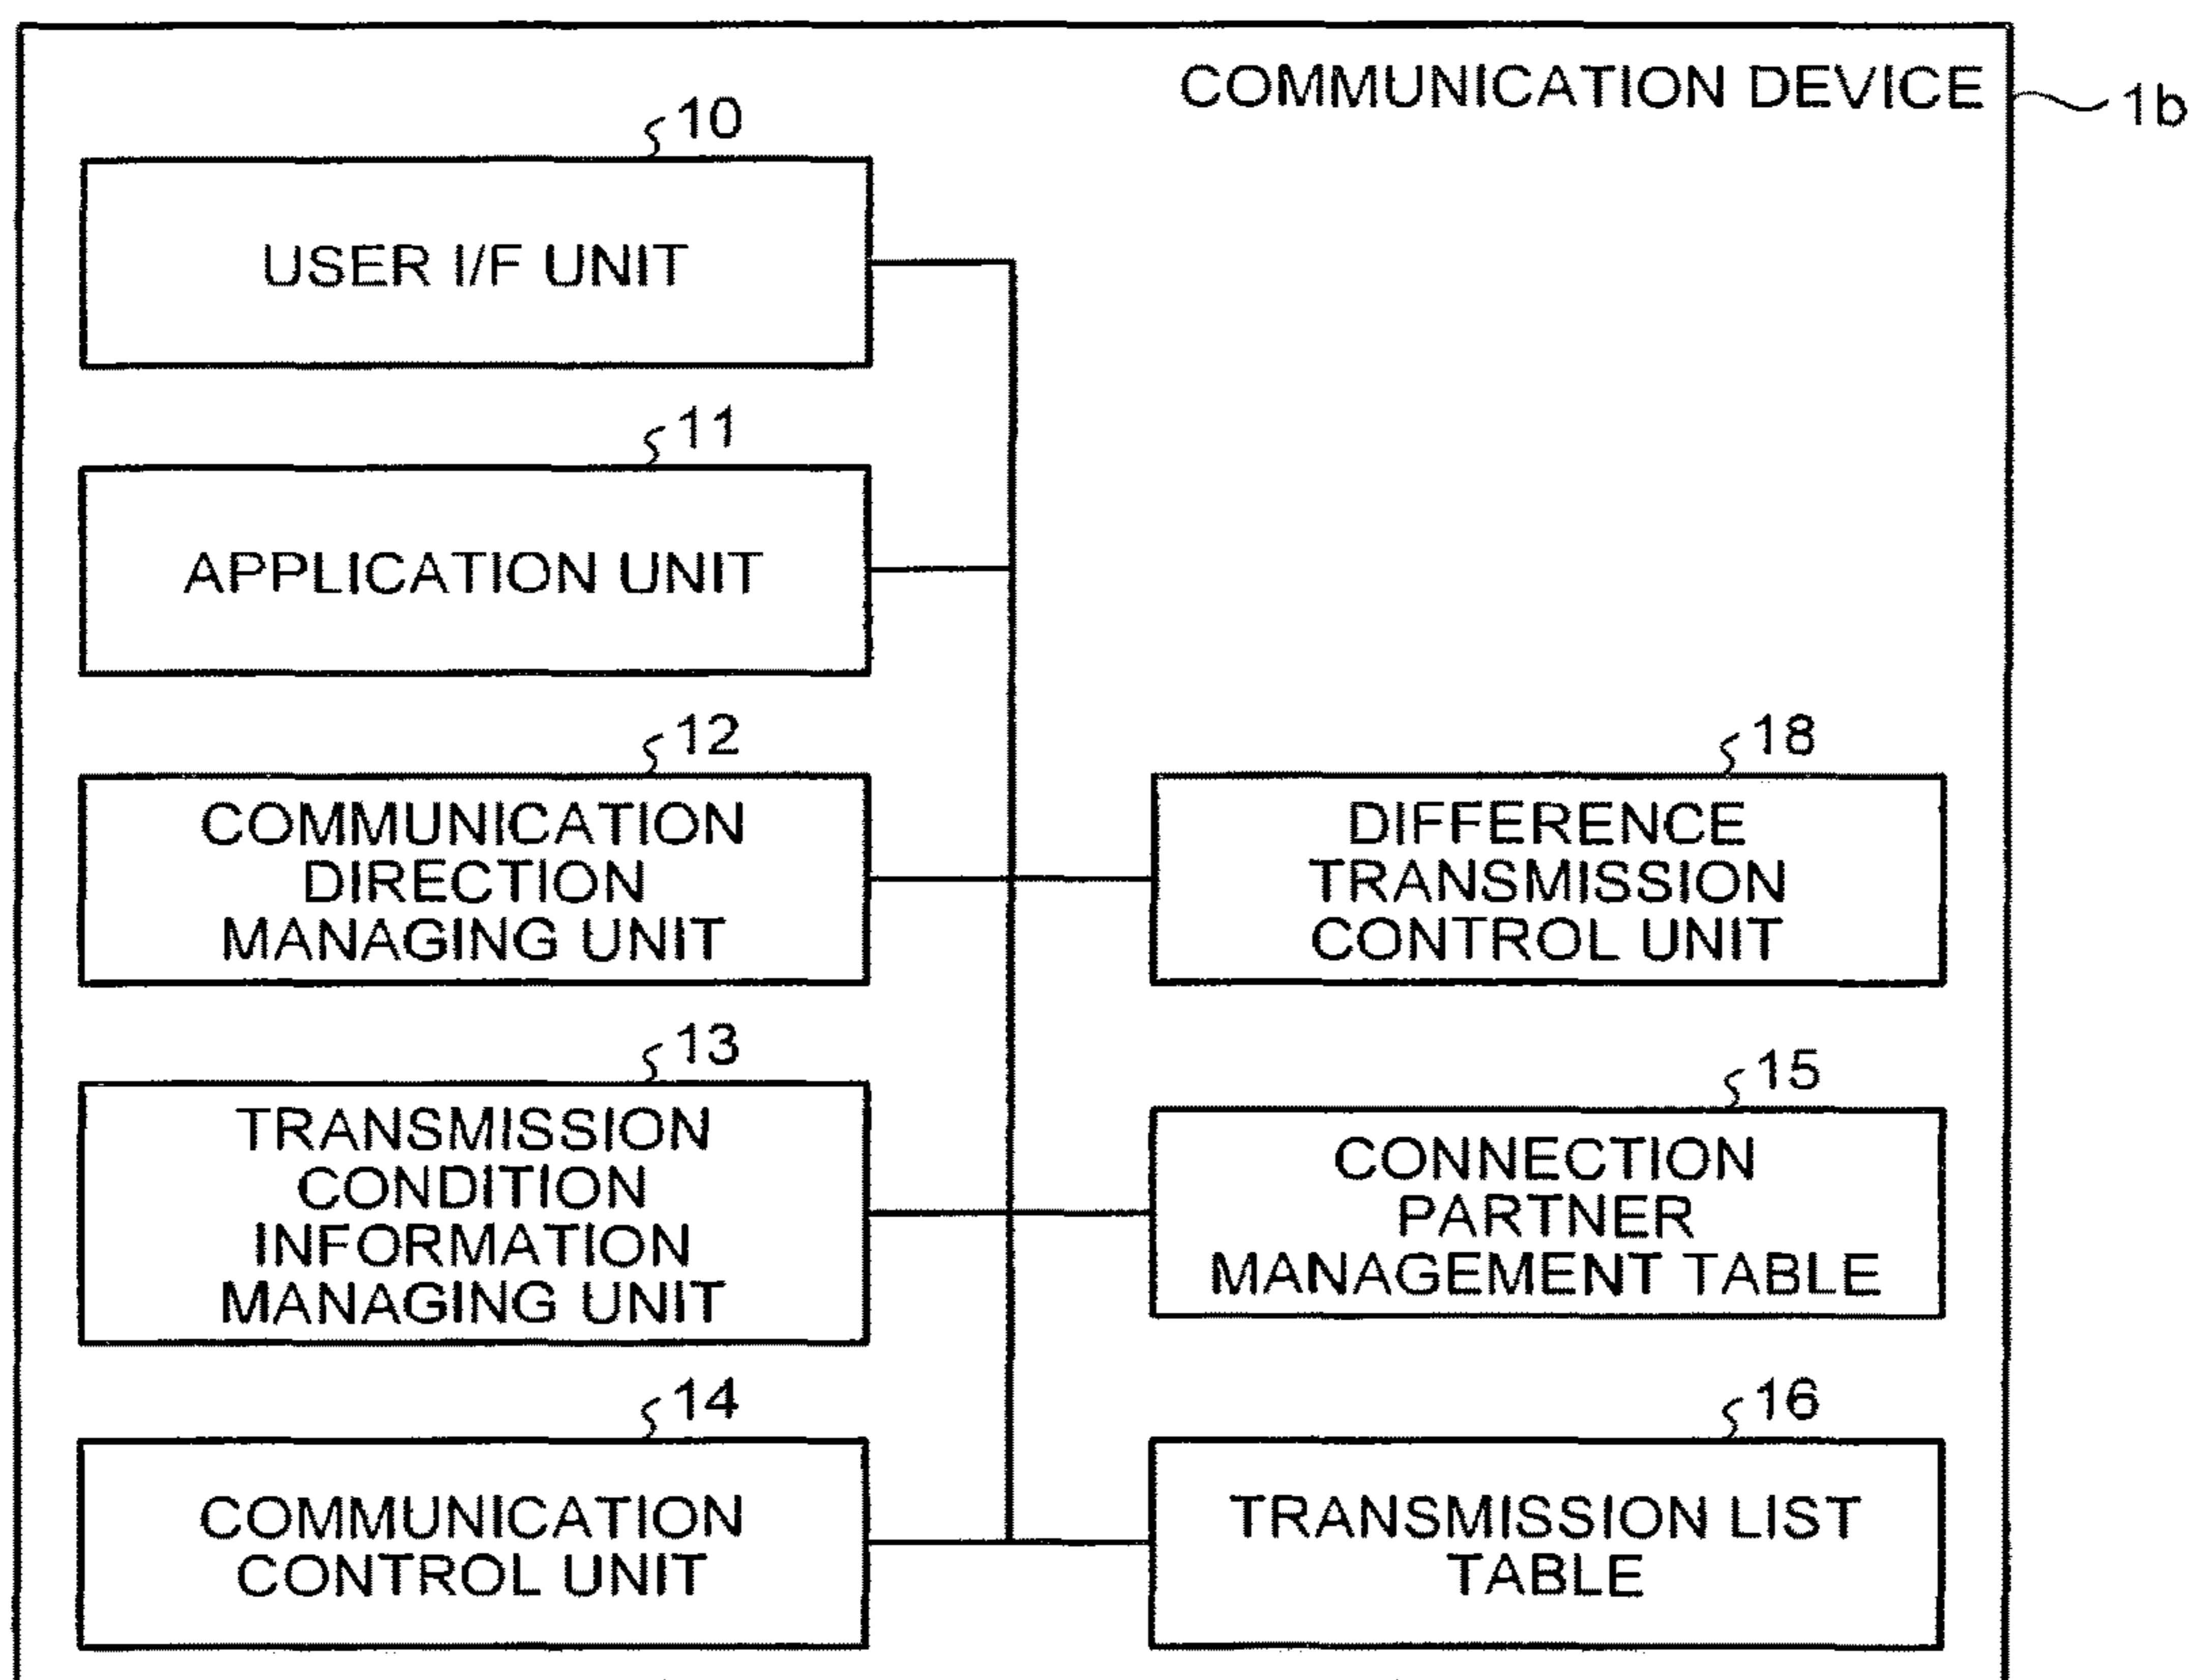 COMMUNICATION DEVICE
1b
10
USER I/F UNIT
11
APPLICATION UNIT
12
COMMUNICATION
DIRECTION
MANAGING UNIT
18
DIFFERENCE
TRANSMISSION
CONTROL UNIT
13
TRANSMISSION
CONDITION
INFORMATION
MANAGING UNIT
15
CONNECTION
PARTNER
MANAGEMENT TABLE
14
COMMUNICATION
CONTROL UNIT
16
TRANSMISSION LIST
TABLE